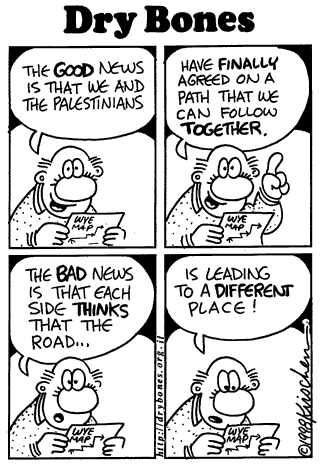 Dry Bones
THE GOOD NEWS
IS THAT WE AND
THE PALESTINIANS
WYE
MAP
HAVE FINALLY
AGREED ON A
PATH THAT WE
CAN FOLLOW
TOGETHER.
WYE
MAP
THE BAD NEWS
IS THAT EACH
SIDE THINKS
THAT THE
ROAD...
WYE
MAP
http://drybones.org.il
IS LEADING
TO A DIFFERENT
PLACE!
WYE
MAP
©1998 Kirschen